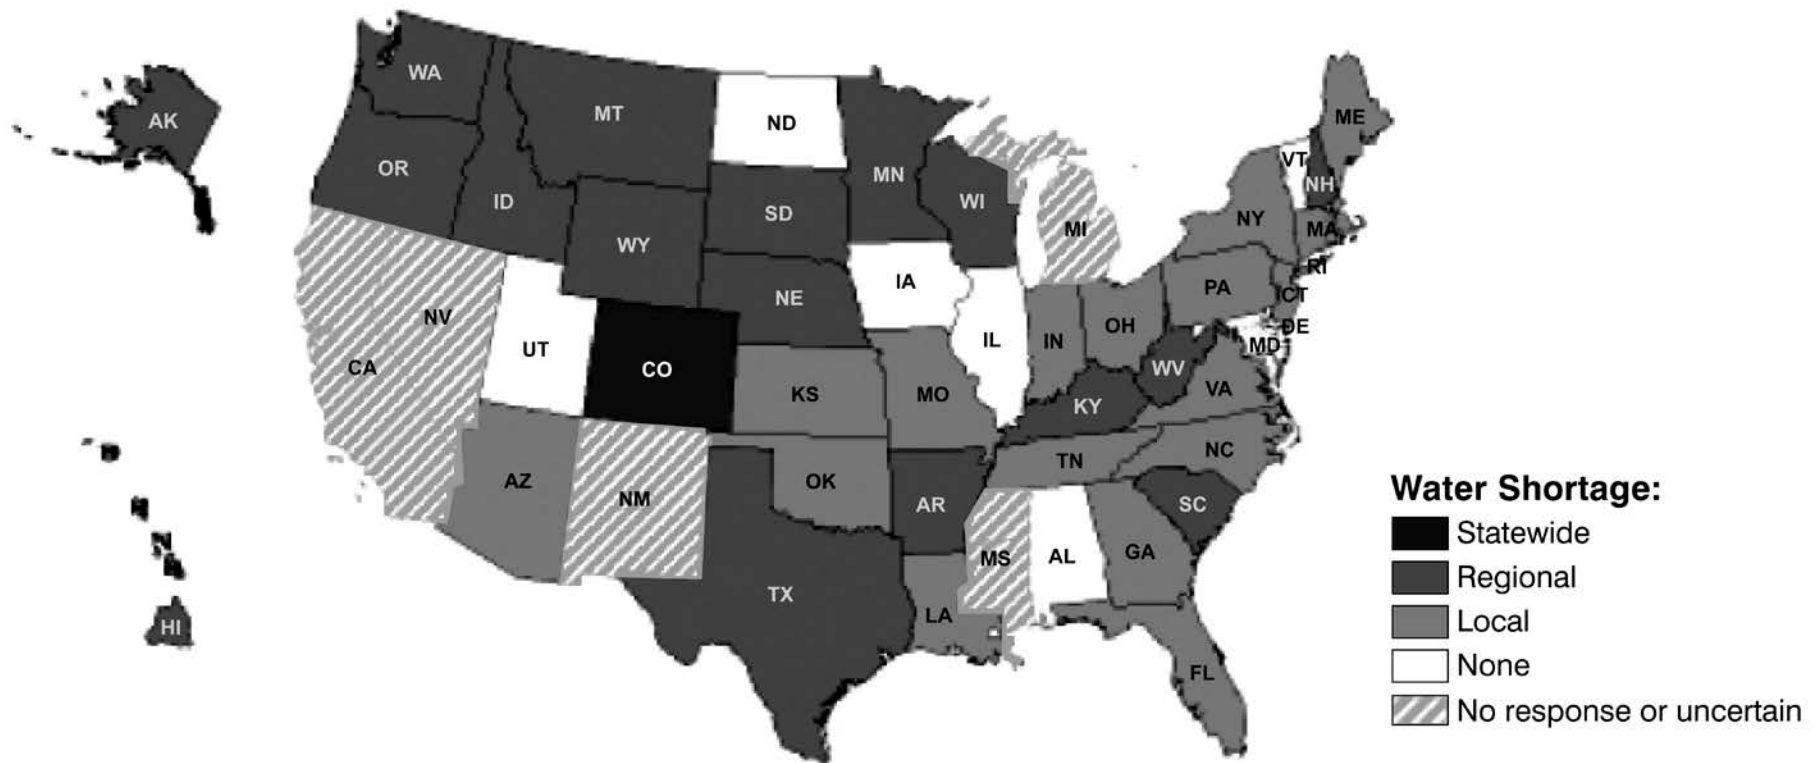 WA
MT
ND
ME
AK
OR
ID
MN
VT
NH
SD
WI
NY
MI
MA
WY
RI
NE
IA
PA
CT
NV
OH
DE
UT
IL
IN
MD
CA
CO
WV
KS
MO
VA
KY
NC
TN
AZ
OK
NM
AR
SC
Water Shortage:
Statewide
MS
AL
GA
Regional
TX
LA
Local
HI
FL
None
No response or uncertain